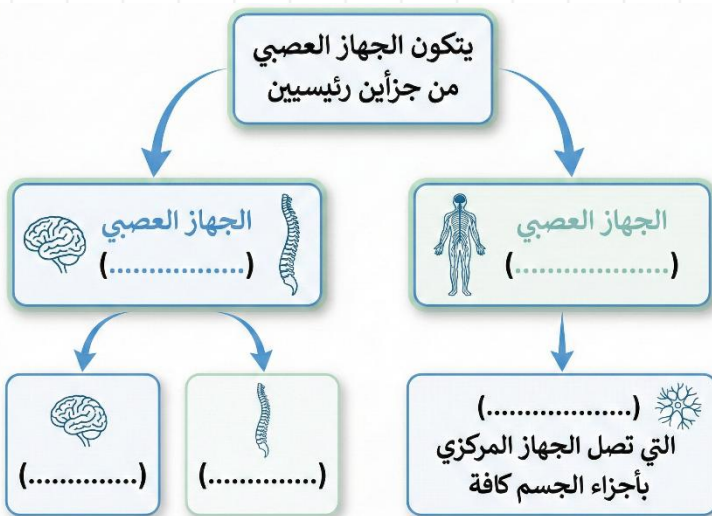 يتكون الجهاز العصبي
من جزأين رئيسيين
الجهاز العصبي
(...................)
الجهاز العصبي
(.................)
(...................)
التي تصل الجهاز المركزي
بأجزاء الجسم كافة
(..............)
(..............)